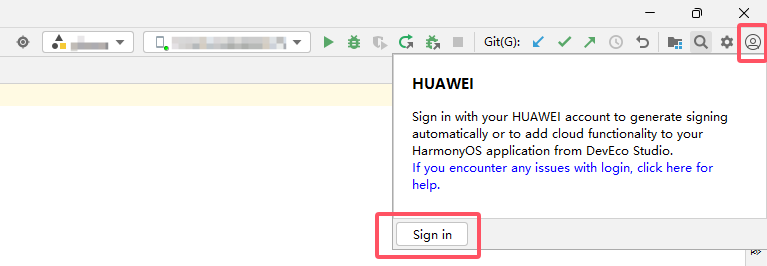 Git(G):
HUAWEI
Sign in with your HUAWEI account to generate signing
automatically or to add cloud functionality to your
HarmonyOS application from DevEco Studio.
If you encounter any issues with login, click here for
help.
Sign in